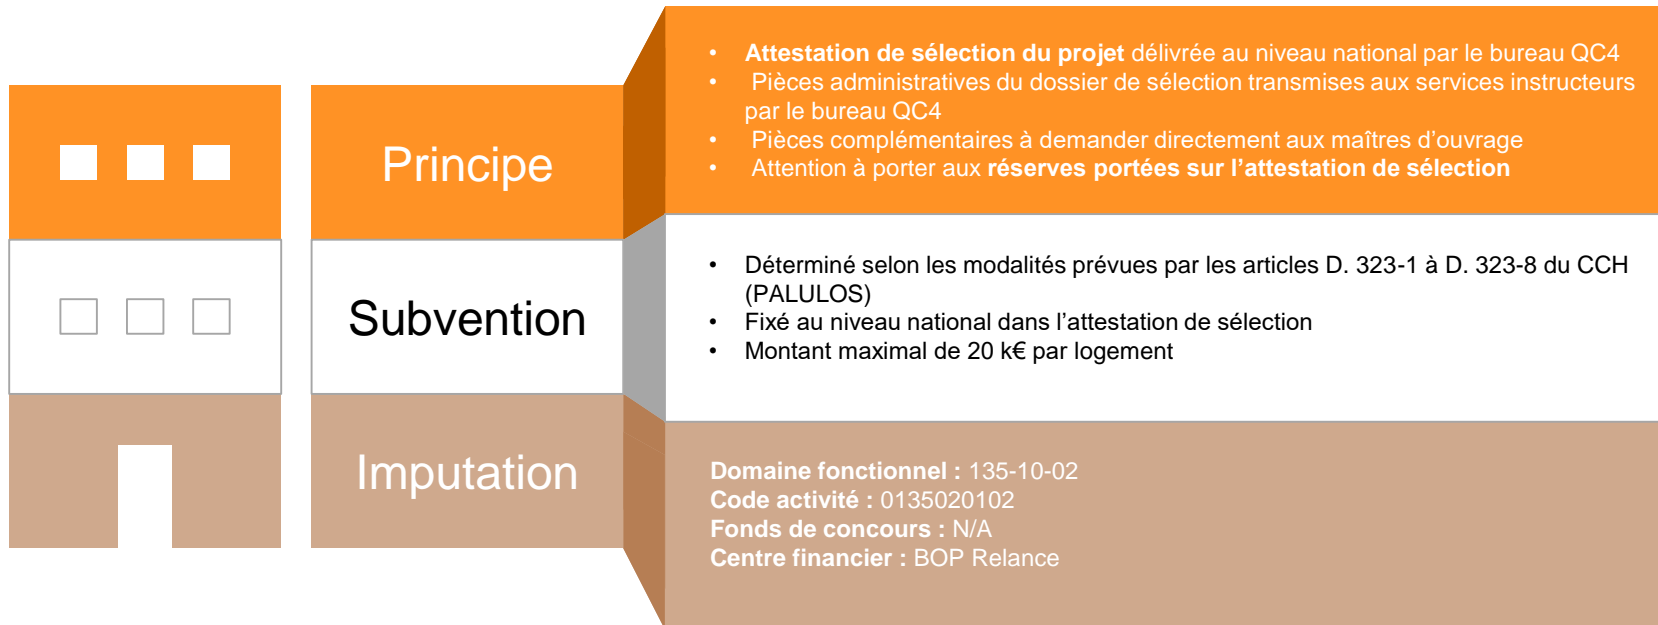 Principe
• Attestation de sélection du projet délivrée au niveau national par le bureau QC4
• Pièces administratives du dossier de sélection transmises aux services instructeurs
par le bureau QC4
• Pièces complémentaires à demander directement aux maîtres d'ouvrage
• Attention à porter aux réserves portées sur l'attestation de sélection
Subvention
• Déterminé selon les modalités prévues par les articles D. 323-1 à D. 323-8 du CCH
(PALULOS)
• Fixé au niveau national dans l'attestation de sélection
• Montant maximal de 20 k€ par logement
Imputation
Domaine fonctionnel : 135-10-02
Code activité : 0135020102
Fonds de concours : N/A
Centre financier : BOP Relance